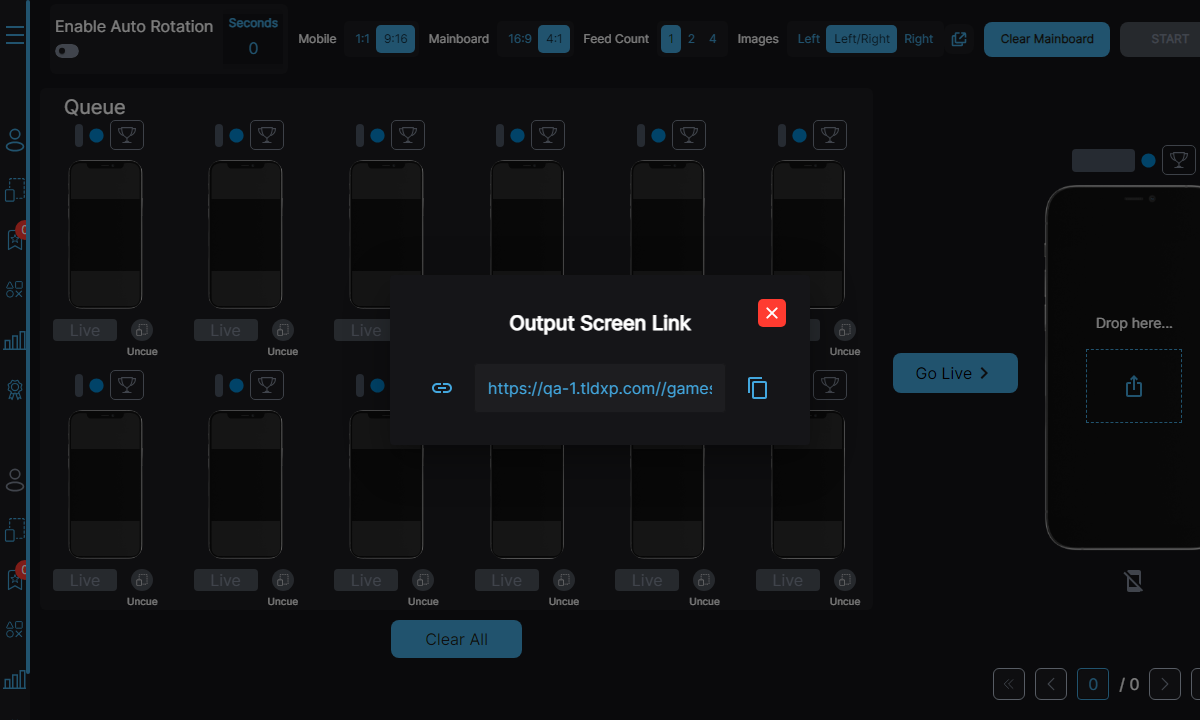 Enable Auto Rotation
Seconds
0
Mobile 1:1 9:16 Mainboard 16:9 4:1 Feed Count 1 2 4 Images Left Left/Right Right Clear Mainboard START
Queue
Live Live Live
Uncue Uncue Uncue
Output Screen Link
https://qa-1.tldxp.com//games
Drop here...
Go Live
Live Live Live Live Live Live
Uncue Uncue Uncue Uncue Uncue Uncue
Clear All
0 / 0